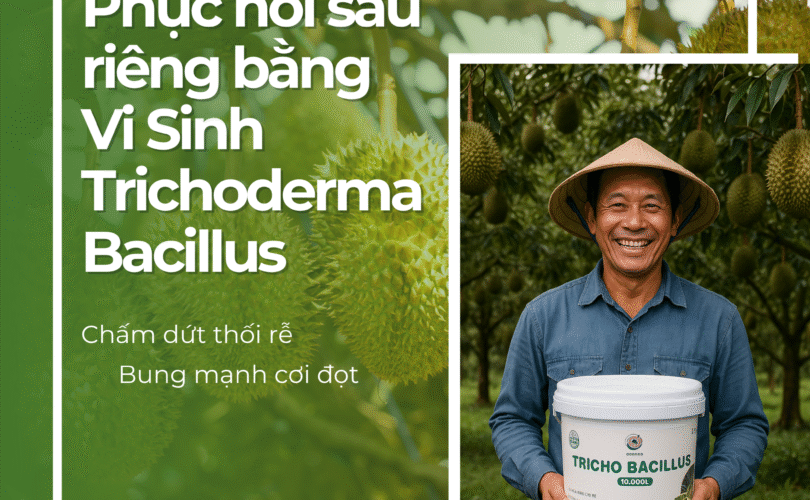 Phục hồi sầu
riêng bằng
Vi Sinh
Trichoderma
Bacillus
Chấm dứt thối rễ
Bung mạnh cơi đọt
TRICHO BACILLUS
10.000L